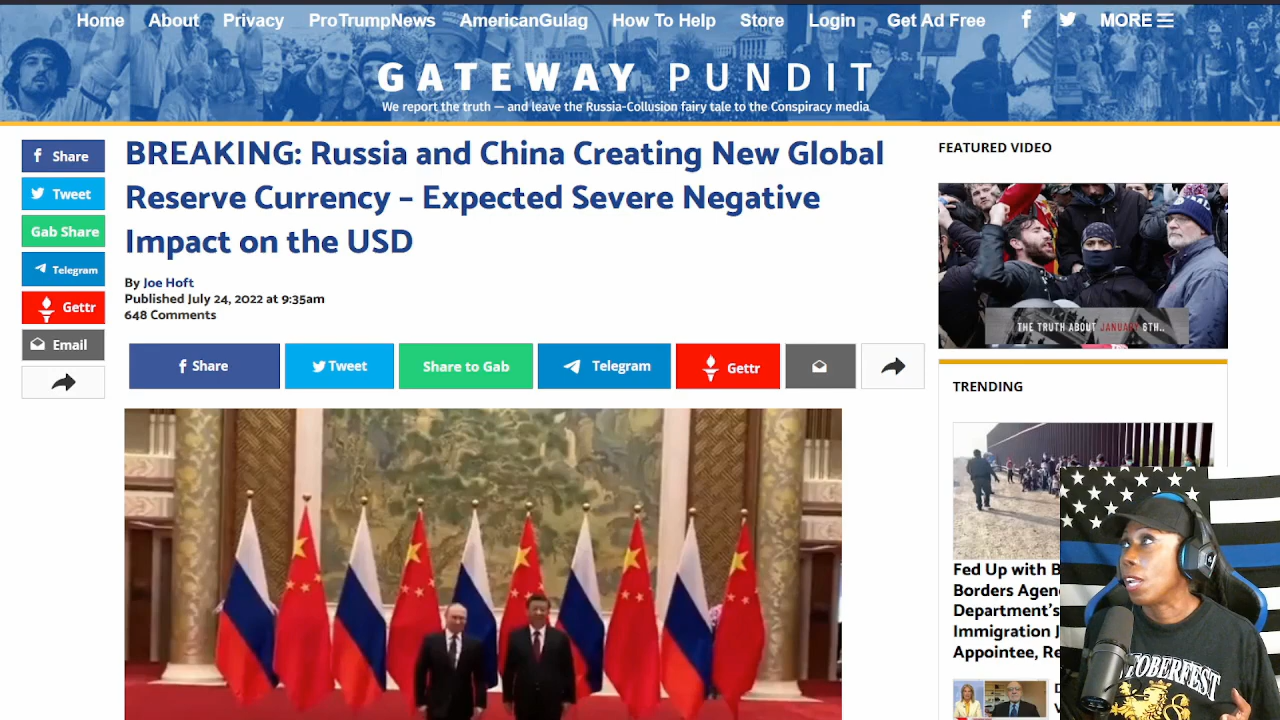 Home About Privacy ProTrumpNews AmericanGulag How To Help Store Login Get Ad Free MORE
GATEWAY PUNDIT
We report the truth — and leave the Russia-Collusion fairy tale to the Conspiracy media
Share
Tweet
Gab Share
Telegram
Gettr
Email
BREAKING: Russia and China Creating New Global
Reserve Currency – Expected Severe Negative
Impact on the USD
By Joe Hoft
Published July 24, 2022 at 9:35am
648 Comments
Share Tweet Share to Gab Telegram Gettr
FEATURED VIDEO
THE TRUTH ABOUT JANUARY 6TH..
TRENDING
Fed Up with B
Borders Agen
Department's
Immigration J
Appointee, Re